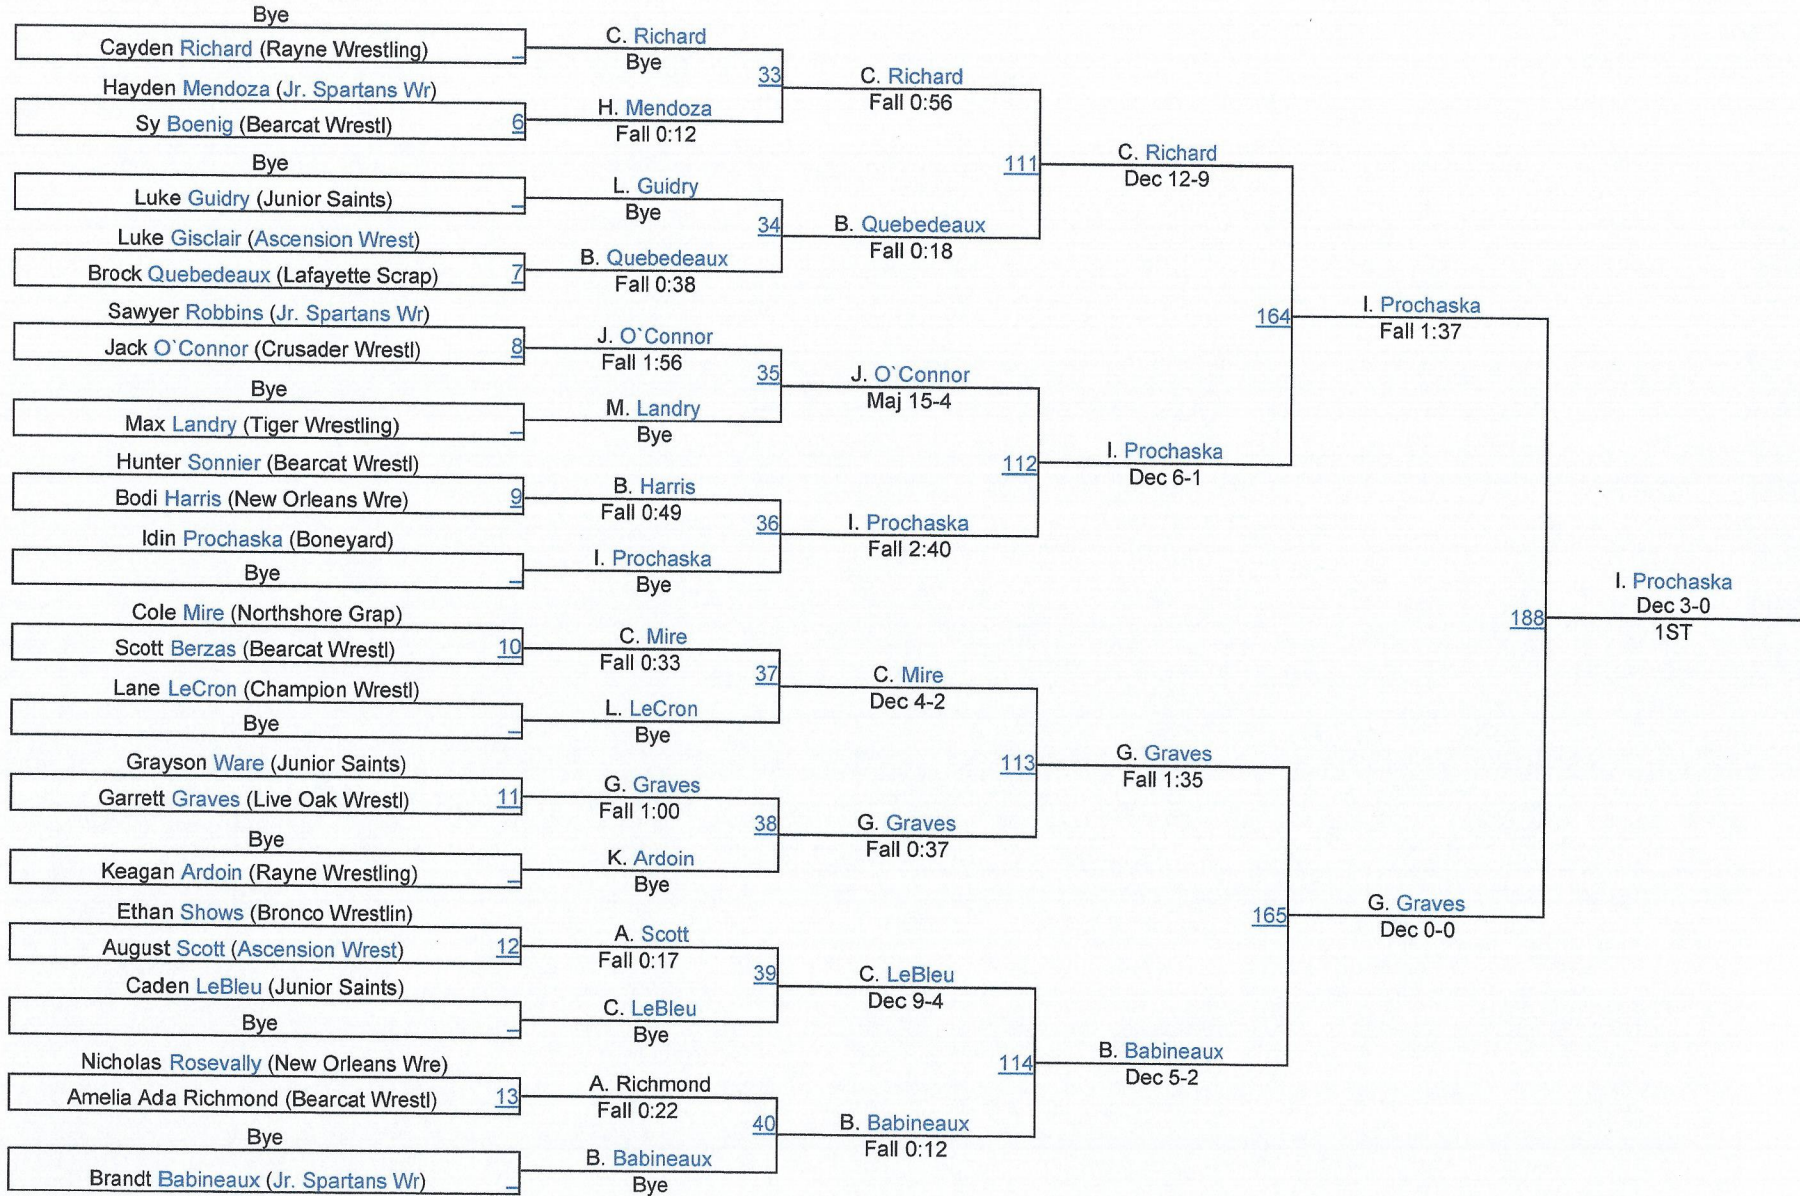 Bye
Cayden Richard (Rayne Wrestling)
Hayden Mendoza (Jr. Spartans Wr)
Sy Boenig (Bearcat Wrestl) 6
Bye
Luke Guidry (Junior Saints)
Luke Gisclair (Ascension Wrest)
Brock Quebedeaux (Lafayette Scrap) 7
Sawyer Robbins (Jr. Spartans Wr)
Jack O`Connor (Crusader Wrestl) 8
Bye
Max Landry (Tiger Wrestling)
Hunter Sonnier (Bearcat Wrestl)
Bodi Harris (New Orleans Wre) 9
Idin Prochaska (Boneyard)
Bye
Cole Mire (Northshore Grap)
Scott Berzas (Bearcat Wrestl) 10
Lane LeCron (Champion Wrestl)
Bye
Grayson Ware (Junior Saints)
Garrett Graves (Live Oak Wrestl) 11
Bye
Keagan Ardoin (Rayne Wrestling)
Ethan Shows (Bronco Wrestlin)
August Scott (Ascension Wrest) 12
Caden LeBleu (Junior Saints)
Bye
Nicholas Rosevally (New Orleans Wre)
Amelia Ada Richmond (Bearcat Wrestl) 13
Bye
Brandt Babineaux (Jr. Spartans Wr)
C. Richard
Bye
33
H. Mendoza
Fall 0:12
L. Guidry
Bye
34
B. Quebedeaux
Fall 0:38
J. O`Connor
Fall 1:56
35
M. Landry
Bye
B. Harris
Fall 0:49
36
I. Prochaska
Bye
C. Mire
Fall 0:33
37
L. LeCron
Bye
G. Graves
Fall 1:00
38
K. Ardoin
Bye
A. Scott
Fall 0:17
39
C. LeBleu
Bye
A. Richmond
Fall 0:22
40
B. Babineaux
Bye
C. Richard
Fall 0:56
111
B. Quebedeaux
Fall 0:18
J. O`Connor
Maj 15-4
112
I. Prochaska
Fall 2:40
C. Mire
Dec 4-2
113
G. Graves
Fall 0:37
C. LeBleu
Dec 9-4
114
B. Babineaux
Fall 0:12
C. Richard
Dec 12-9
164
I. Prochaska
Dec 6-1
G. Graves
Fall 1:35
165
B. Babineaux
Dec 5-2
I. Prochaska
Fall 1:37
188
G. Graves
Dec 0-0
I. Prochaska
Dec 3-0
1ST